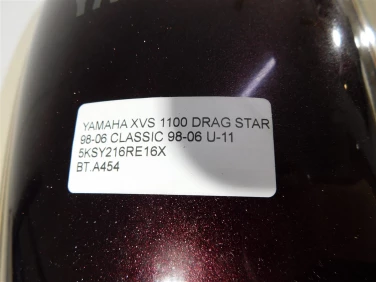 YAMAHA XVS 1100 DRAG STAR
98-06 CLASSIC 98-06 U-11
5KSY216RE16X
BT.A454